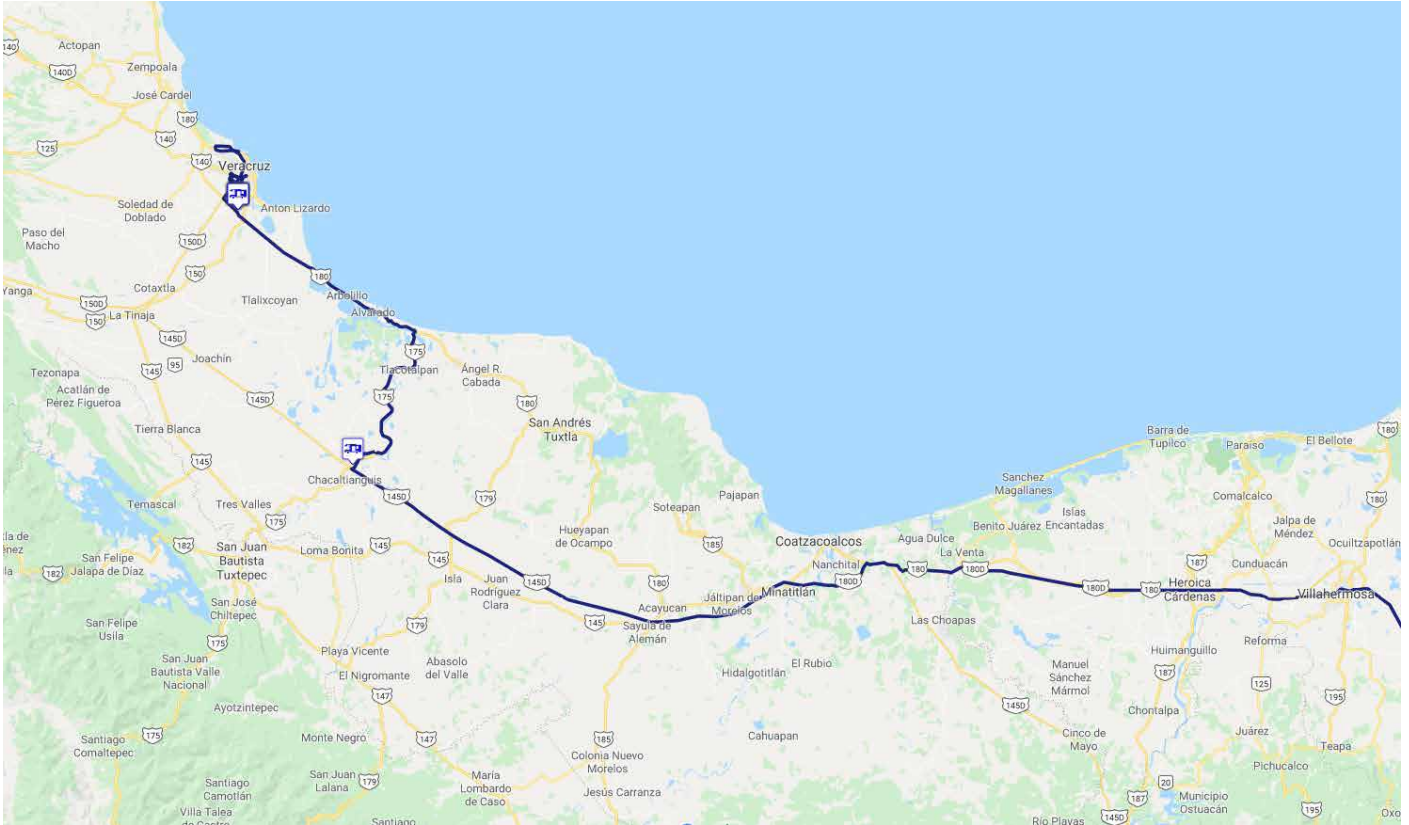 140
Actopan
140D
Zempoala
José Cardel
180
125
140
140
Veracruz
Soledad de
Doblado
Anton Lizardo
Paso del
Macho
150D
150
180
Yanga
150D
Cotaxtla
Tlalixcoyan
Arbolillo
150
La Tinaja
Alvarado
145D
175
Joachín
95
145
Tlacotalpan
Ángel R.
Cabada
Tezonapa
Acatlán de
Pérez Figueroa
145D
175
180
San Andrés
Tuxtla
Tierra Blanca
Barra de
Tupilco
Paraíso
El Bellote
180
145
Chacaltianguis
145D
179
Sanchez
Magallanes
Temascal
Tres Valles
175
Soteapan
Pajapan
Comalcalco
180
Islas
Encantadas
Benito Juárez
Jalpa de
Méndez
Hueyapan
de Ocampo
185
Coatzacoalcos
Agua Dulce
Nanchital
La Venta
Ocuiltzapotlán
182
San Juan
Bautista
Tuxtepec
Loma Bonita
145
145
San Felipe
Jalapa de Díaz
182
187
Cunduacán
Isla
Juan
Rodríguez
Clara
145D
180
180D
180
180D
180D
180
Heroica
Cárdenas
Villahermosa
Jáltipan de
Morelos
Minatitlán
San José
Chiltepec
Acayucan
145
Sayula de
Alemán
179
San Felipe
Usila
175
Las Choapas
Reforma
Playa Vicente
Huimanguillo
San Juan
Bautista Valle
Nacional
El Nigromante
Abasolo
del Valle
Hidalgotitlán
El Rubio
Manuel
Sánchez
Mármol
187
125
195
147
Ayotzintepec
145D
Chontalpa
Santiago
Comaltepec
175
Monte Negro
147
185
Cahuapan
Cinco de
Mayo
Juárez
Teapa
Colonia Nuevo
Morelos
Pichucalco
San Juan
Lalana
179
María
Lombardo
de Caso
Jesús Carranza
20
Santiago
Camotlán
187
Municipio
Ostuacán
195
Villa Talea
de Castro
Santiago
Río Playas
145D
Oxo